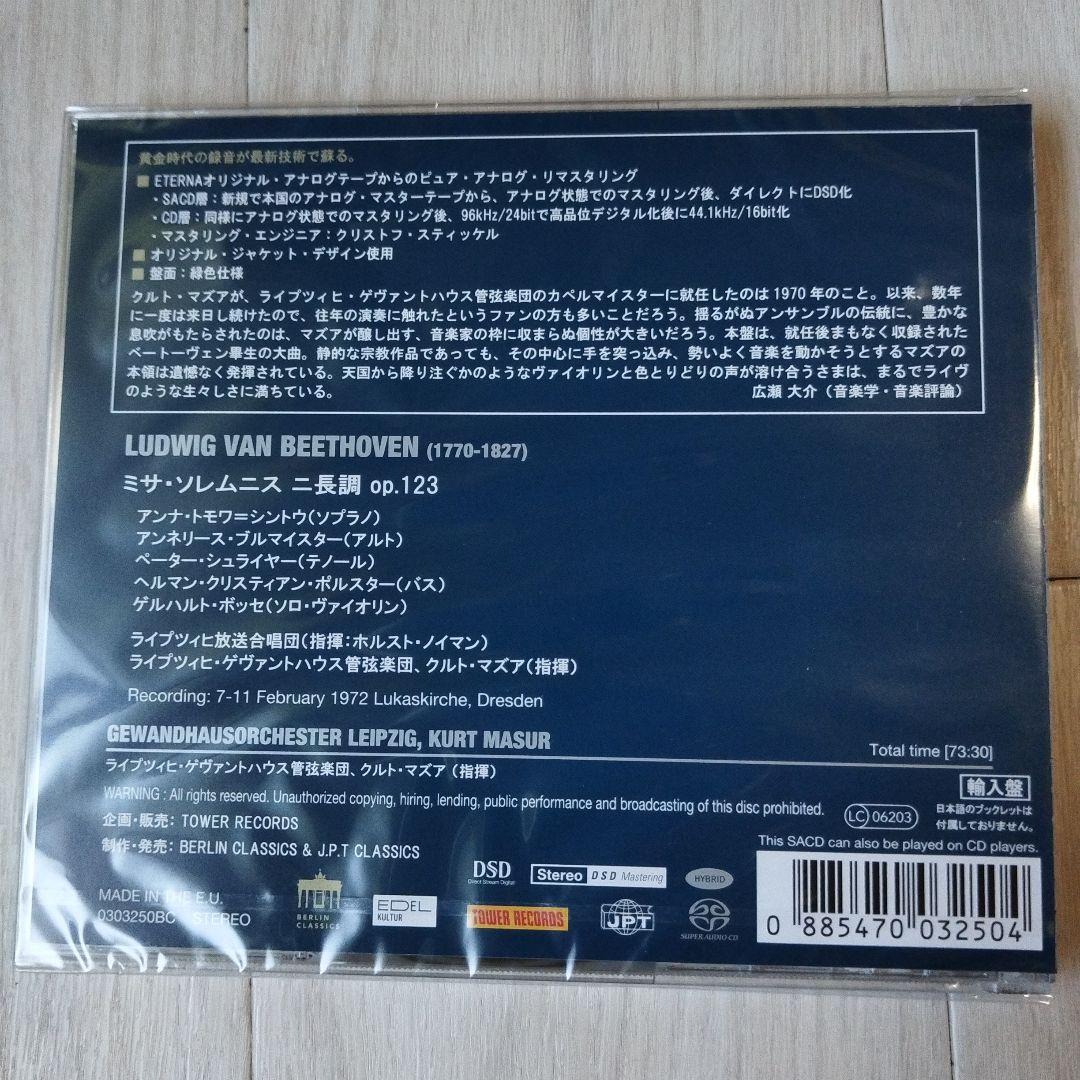 黄金時代の録音が最新技術で蘇る。
■ ETERNAオリジナル・アナログテープからのピュア・アナログ・リマスタリング
・SACD層：新規で本国のアナログ・マスターテープから、アナログ状態でのマスタリング後、ダイレクトにDSD化
・CD層：同様にアナログ状態でのマスタリング後、96kHz/24bitで高品位デジタル化後に44.1kHz/16bit化
・マスタリング・エンジニア：クリストフ・スティッケル
■ オリジナル・ジャケット・デザイン使用
■ 盤面：緑色仕様
クルト・マズアが、ライプツィヒ・ゲヴァントハウス管弦楽団のカペルマイスターに就任したのは1970年のこと。以来、数年
に一度は来日し続けたので、往年の演奏に触れたというファンの方も多いことだろう。揺るがぬアンサンブルの伝統に、豊かな
息吹がもたらされたのは、マズアが醸し出す、音楽家の枠に収まらぬ個性が大きいだろう。本盤は、就任後まもなく収録された
ベートーヴェン畢生の大曲。静的な宗教作品であっても、その中心に手を突っ込み、勢いよく音楽を動かそうとするマズアの
本領は遺憾なく発揮されている。天国から降り注ぐかのようなヴァイオリンと色とりどりの声が溶け合うさまは、まるでライヴ
のような生々しさに満ちている。 広瀬 大介（音楽学・音楽評論）
LUDWIG VAN BEETHOVEN (1770-1827)
ミサ・ソレムニス ニ長調 op.123
アンナ・トモワ＝シントウ（ソプラノ）
アンネリース・ブルマイスター（アルト）
ペーター・シュライヤー（テノール）
ヘルマン・クリスティアン・ポルスター（バス）
ゲルハルト・ボッセ（ソロ・ヴァイオリン）
ライプツィヒ放送合唱団（指揮：ホルスト・ノイマン）
ライプツィヒ・ゲヴァントハウス管弦楽団、クルト・マズア（指揮）
Recording: 7-11 February 1972 Lukaskirche, Dresden
GEWANDHAUSORCHESTER LEIPZIG, KURT MASUR
Total time [73:30]
ライプツィヒ・ゲヴァントハウス管弦楽団、クルト・マズア（指揮）
輸入盤
日本語のブックレットは
付属しておりません。
WARNING : All rights reserved. Unauthorized copying, hiring, lending, public performance and broadcasting of this disc prohibited.
LC 06203
企画・販売： TOWER RECORDS
制作・発売： BERLIN CLASSICS & J.P.T CLASSICS
This SACD can also be played on CD players.
MADE IN THE E.U.
0303250BC STEREO
BERLIN
CLASSICS
EDEL
KULTUR
DSD
Direct Stream Digital
Stereo DSD Mastering
HYBRID
TOWER RECORDS
JPT
SUPER AUDIO CD
0 885470 032504